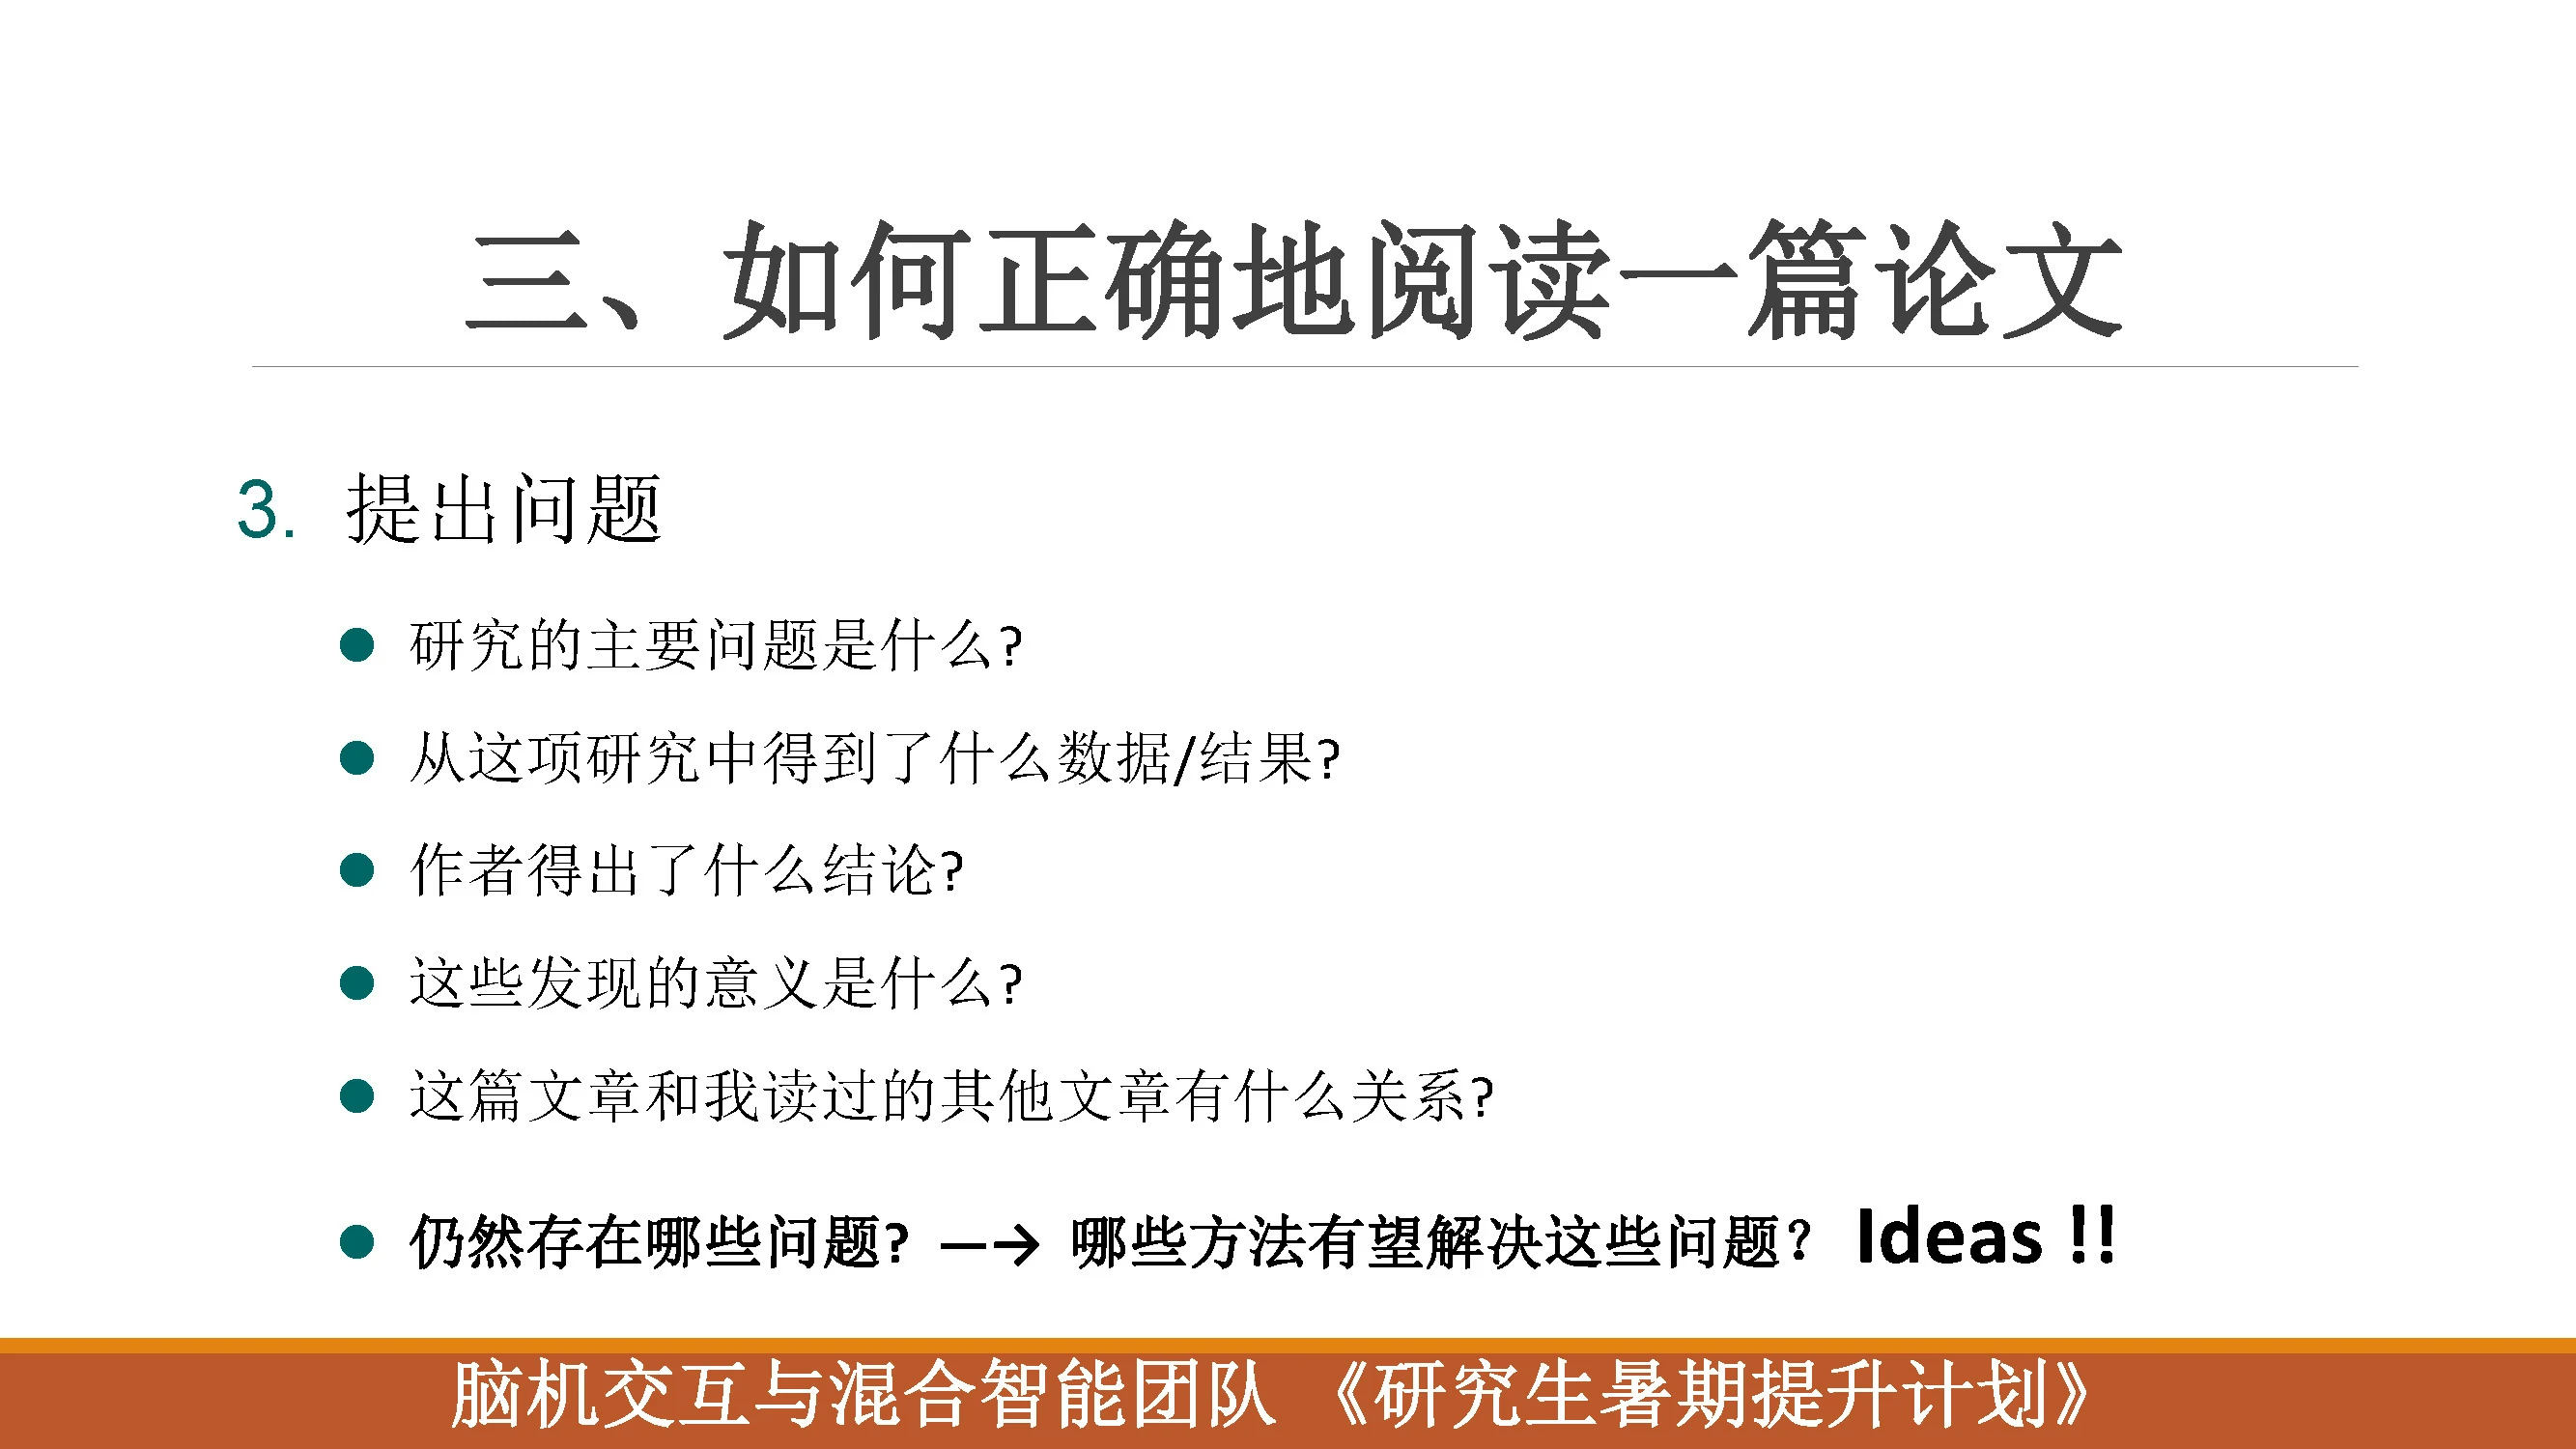 三、如何正确地阅读一篇论文
3. 提出问题
● 研究的主要问题是什么?
● 从这项研究中得到了什么数据/结果?
● 作者得出了什么结论?
● 这些发现的意义是什么?
● 这篇文章和我读过的其他文章有什么关系?
● 仍然存在哪些问题? —→ 哪些方法有望解决这些问题? Ideas !!
脑机交互与混合智能团队 《研究生暑期提升计划》